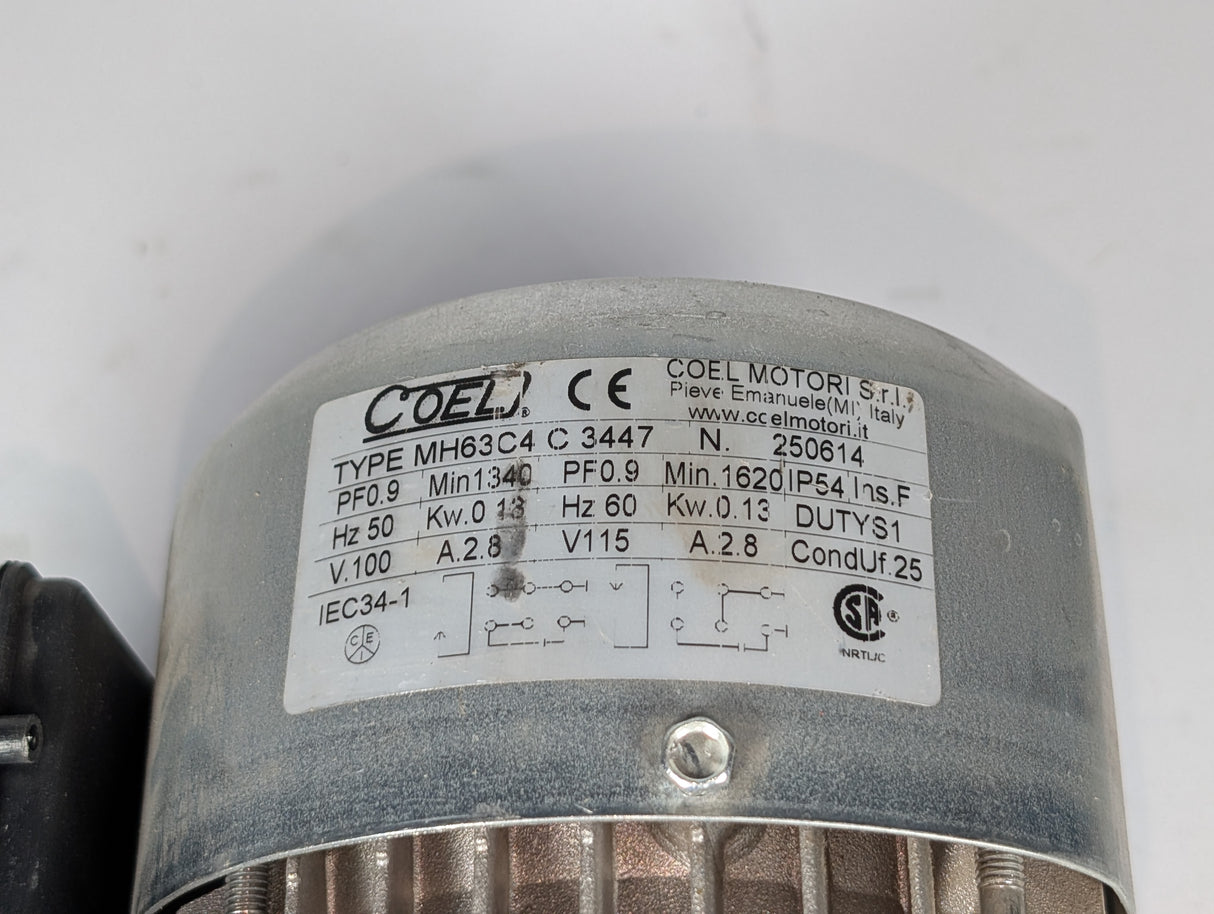 COEL ® CE COEL MOTORI S.r.l.
Pieve Emanuele(MI) Italy
www.coelmotori.it
TYPE MH63C4 C 3447 N. 250614
PF0.9 Min1340 PF0.9 Min.1620 IP54 Ins.F
Hz 50 Kw.0.13 Hz 60 Kw.0.13 DUTYS1
V.100 A.2.8 V115 A.2.8 CondUf.25
IEC34-1
CEI
SA ®
NRTL/C